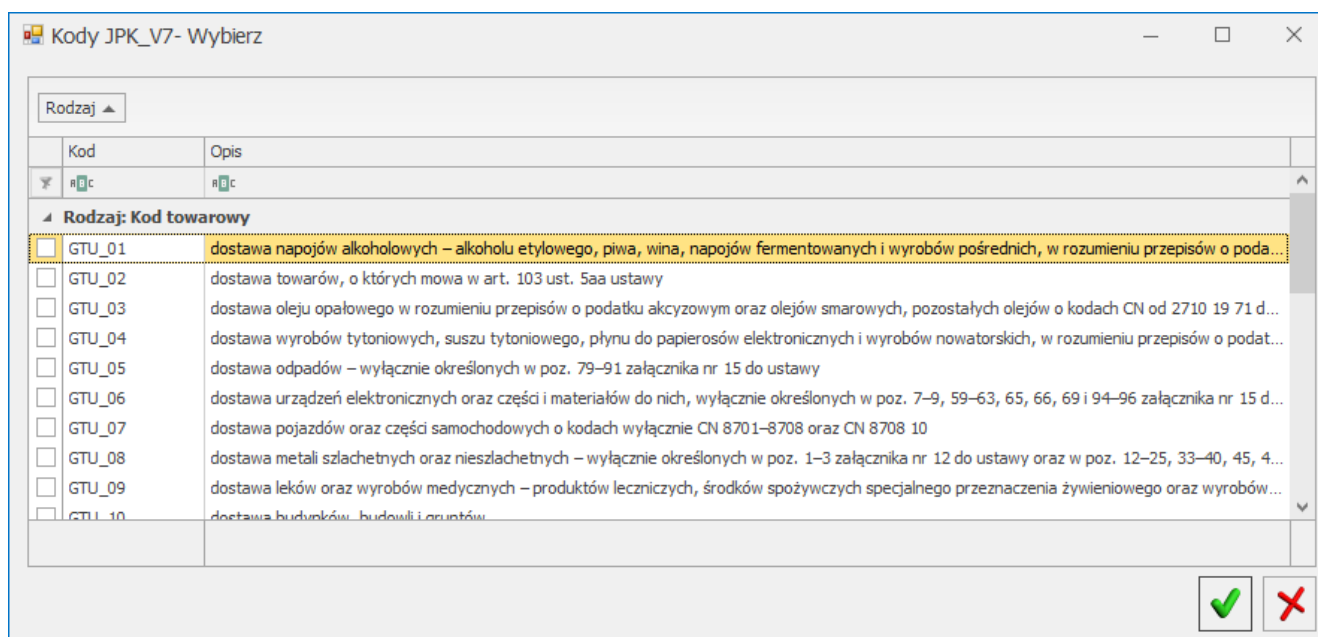 Kody JPK_V7- Wybierz
Rodzaj
Kod Opis
ABC ABC
Rodzaj: Kod towarowy
GTU_01 dostawa napojów alkoholowych – alkoholu etylowego, piwa, wina, napojów fermentowanych i wyrobów pośrednich, w rozumieniu przepisów o poda...
GTU_02 dostawa towarów, o których mowa w art. 103 ust. 5aa ustawy
GTU_03 dostawa oleju opałowego w rozumieniu przepisów o podatku akcyzowym oraz olejów smarowych, pozostałych olejów o kodach CN od 2710 19 71 d...
GTU_04 dostawa wyrobów tytoniowych, suszu tytoniowego, płynu do papierosów elektronicznych i wyrobów nowatorskich, w rozumieniu przepisów o podat...
GTU_05 dostawa odpadów – wyłącznie określonych w poz. 79–91 załącznika nr 15 do ustawy
GTU_06 dostawa urządzeń elektronicznych oraz części i materiałów do nich, wyłącznie określonych w poz. 7–9, 59–63, 65, 66, 69 i 94–96 załącznika nr 15 d...
GTU_07 dostawa pojazdów oraz części samochodowych o kodach wyłącznie CN 8701–8708 oraz CN 8708 10
GTU_08 dostawa metali szlachetnych oraz nieszlachetnych – wyłącznie określonych w poz. 1–3 załącznika nr 12 do ustawy oraz w poz. 12–25, 33–40, 45, 4...
GTU_09 dostawa leków oraz wyrobów medycznych – produktów leczniczych, środków spożywczych specjalnego przeznaczenia żywieniowego oraz wyrobów...
GTU_10 dostawa budynków, budowli i gruntów